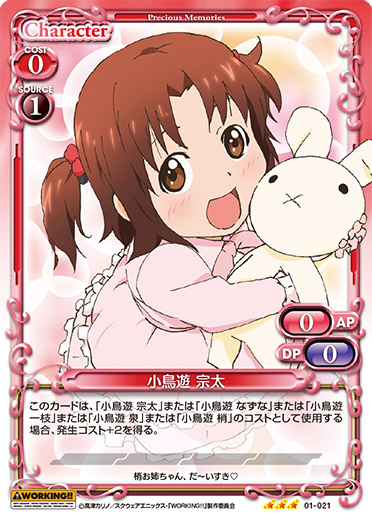 Precious Memories
Character
COST
0
SOURCE
1
0 AP
DP 0
小鳥遊 宗太
このカードは、「小鳥遊 宗太」または「小鳥遊 なずな」または「小鳥遊
一枝」または「小鳥遊 泉」または「小鳥遊 梢」のコストとして使用する
場合、発生コスト+2を得る。
梢お姉ちゃん、だ～いすき♡
WORKING!!
©高津カリノ／スクウェアエニックス・「WORKING!!」製作委員会
01-021